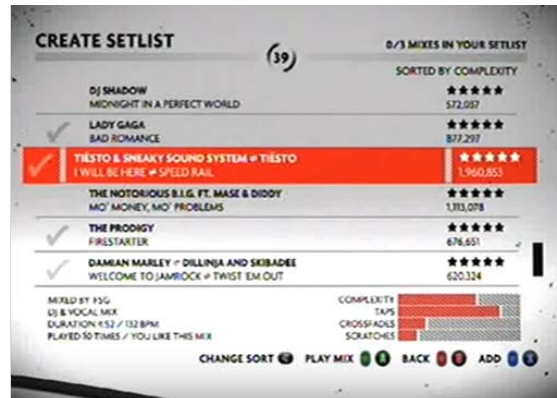 CREATE SETLIST
39
0/3 MIXES IN YOUR SETLIST
SORTED BY COMPLEXITY
DJ SHADOW ★★★★★
MIDNIGHT IN A PERFECT WORLD 572,037
LADY GAGA ★★★★★
BAD ROMANCE 877,297
TIËSTO & SNEAKY SOUND SYSTEM ⇌ TIËSTO ★★★★★
I WILL BE HERE ⇌ SPEED RAIL 1,960,853
THE NOTORIOUS B.I.G. FT. MASE & DIDDY ★★★★★
MO' MONEY, MO' PROBLEMS 1,113,078
THE PRODIGY ★★★★★
FIRESTARTER 676,651
DAMIAN MARLEY ⇌ DILLINJA AND SKIBADEE ★★★★★
WELCOME TO JAMROCK ⇌ TWIST 'EM OUT 620,324
MIXED BY FSG COMPLEXITY
DJ & VOCAL MIX TAPS
DURATION 4:52 / 132 BPM CROSSFADES
PLAYED 10 TIMES / YOU LIKE THIS MIX SCRATCHES
CHANGE SORT PLAY MIX A BACK B ADD X